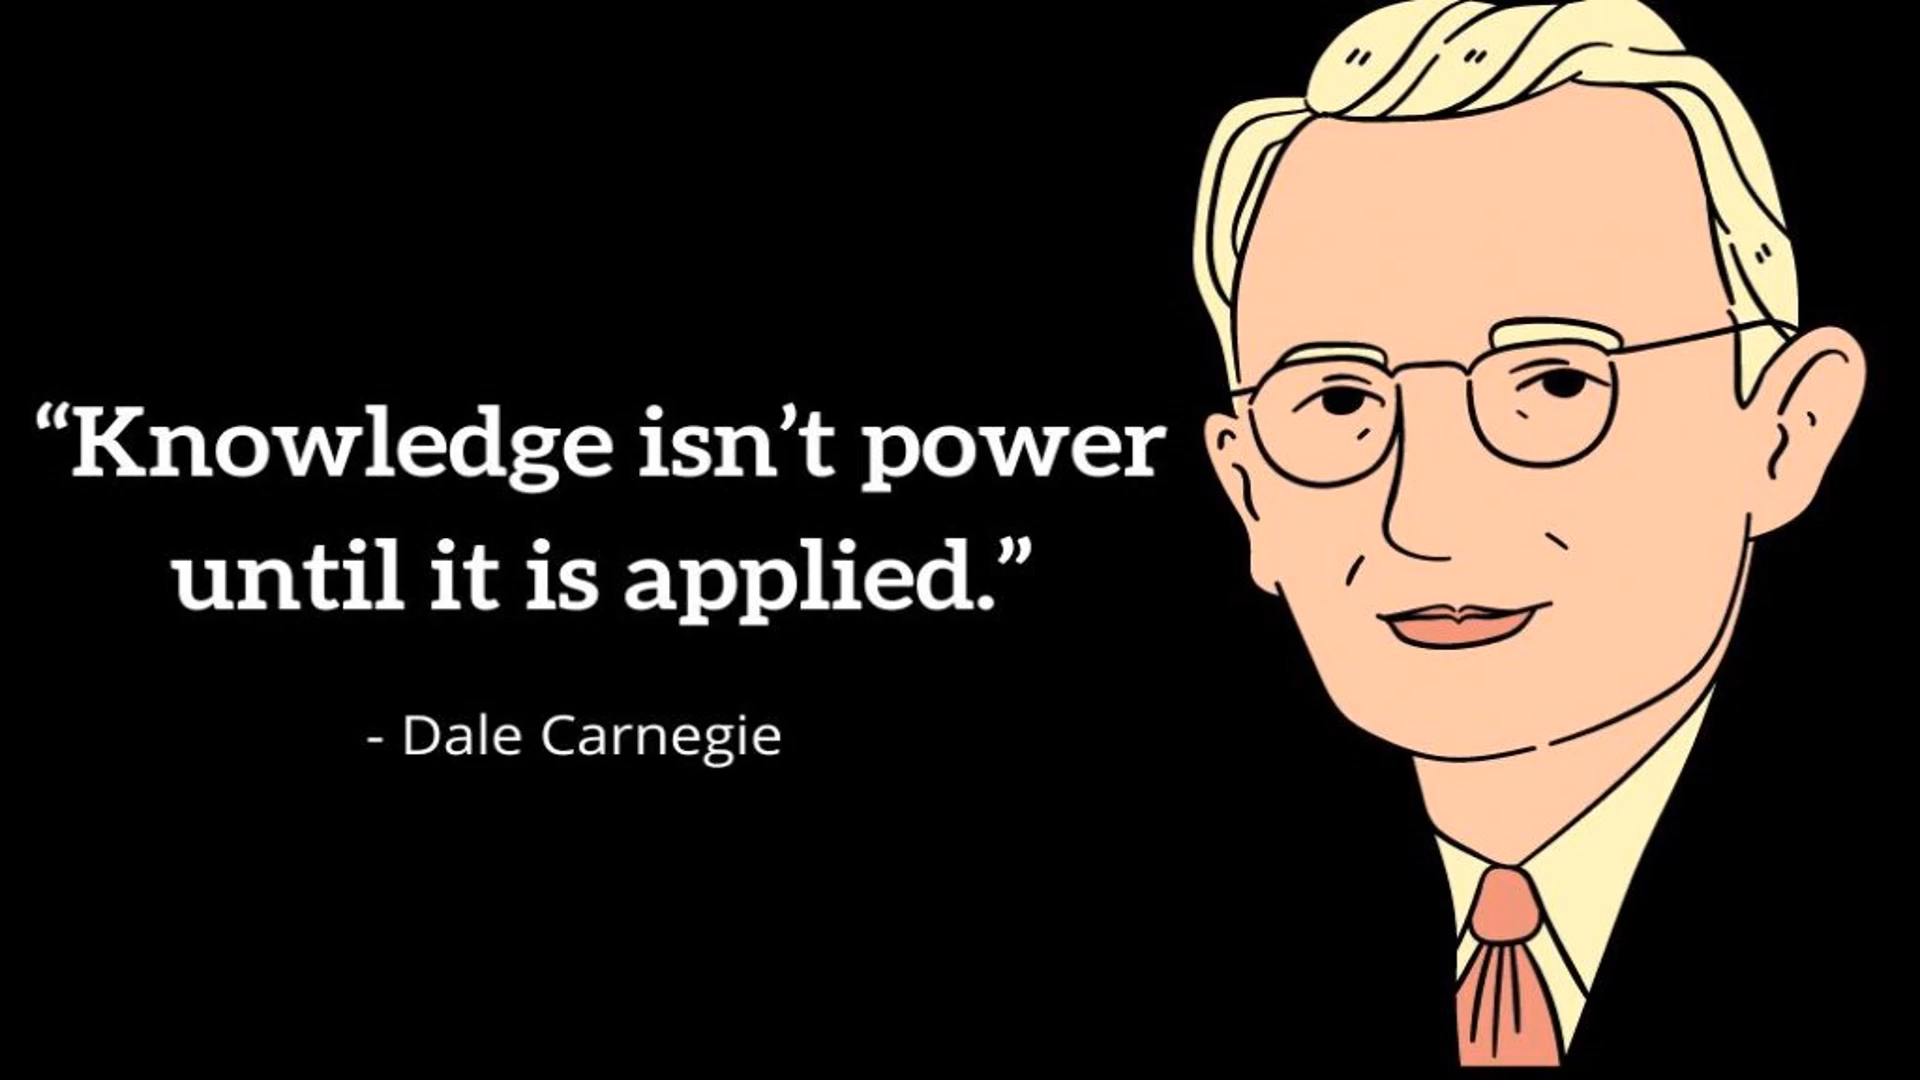 “Knowledge isn’t power
until it is applied.”
- Dale Carnegie